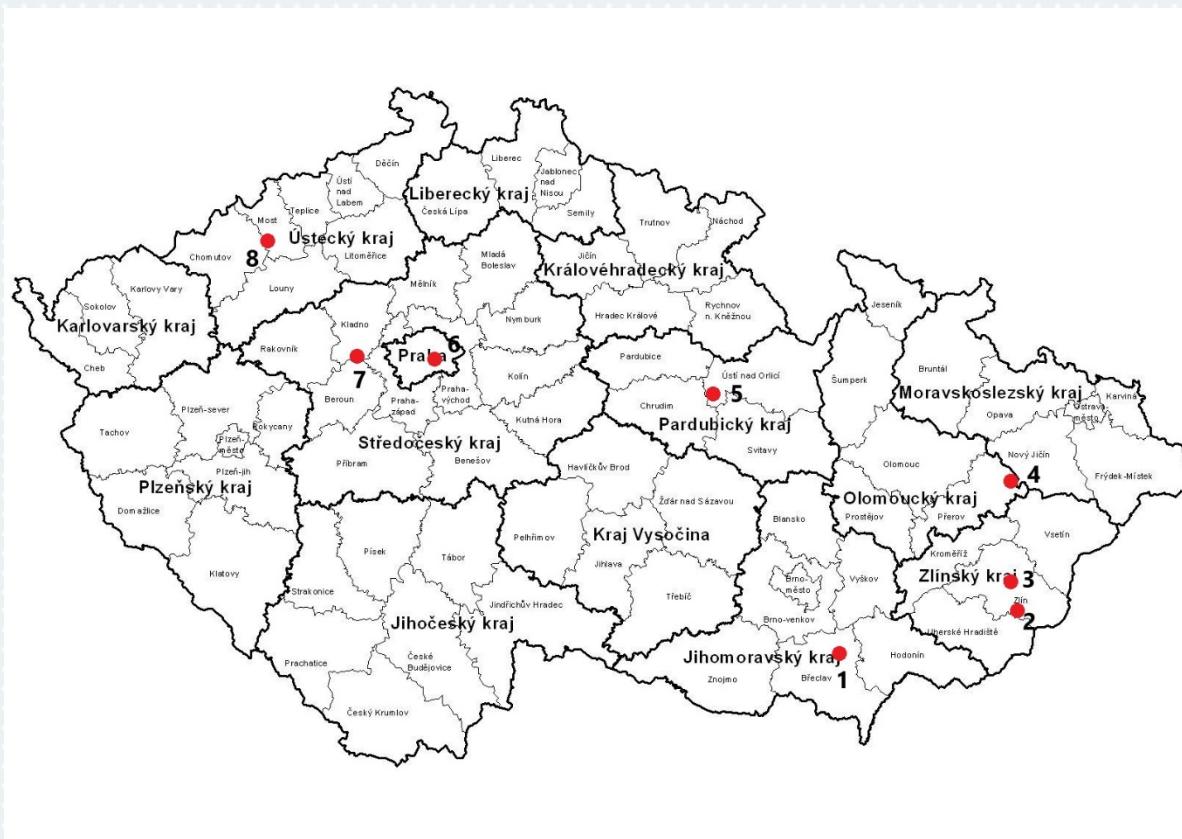 Děčín
Liberec
Ústí
nad
Labem
Jablonec
nad
Nisou
Liberecký kraj
Teplice
Česká Lípa
Semily
Most
Trutnov
Náchod
Ústecký kraj
8
Chomutov
Litoměřice
Mladá
Boleslav
Jičín
Královéhradecký kraj
Karlovy Vary
Louny
Mělník
Sokolov
Jeseník
Rychnov
n. Kněžnou
Karlovarský kraj
Kladno
Nymburk
Hradec Králové
Rakovník
Praha
6
Cheb
7
Pardubice
Bruntál
Kolín
Ústí nad Orlicí
Šumperk
Moravskoslezský kraj
Karviná
Beroun
Praha-
západ
Praha-
východ
5
Ostrava-
město
Plzeň-sever
Chrudim
Opava
Rokycany
Kutná Hora
Pardubický kraj
Tachov
Plzeň-
město
Středočeský kraj
Svitavy
Nový Jičín
Příbram
Benešov
Olomouc
Plzeň-jih
Havlíčkův Brod
4
Frýdek-Místek
Plzeňský kraj
Olomoucký kraj
Domažlice
Žďár nad Sázavou
Prostějov
Přerov
Blansko
Kraj Vysočina
Pelhřimov
Vsetín
Písek
Tábor
Kroměříž
Jihlava
Klatovy
Brno-
město
Vyškov
Zlínský kraj
3
Strakonice
Třebíč
Zlín
Jindřichův Hradec
2
Brno-venkov
Jihočeský kraj
Uherské Hradiště
Prachatice
České
Budějovice
Jihomoravský kraj
Hodonín
Znojmo
Břeclav
1
Český Krumlov